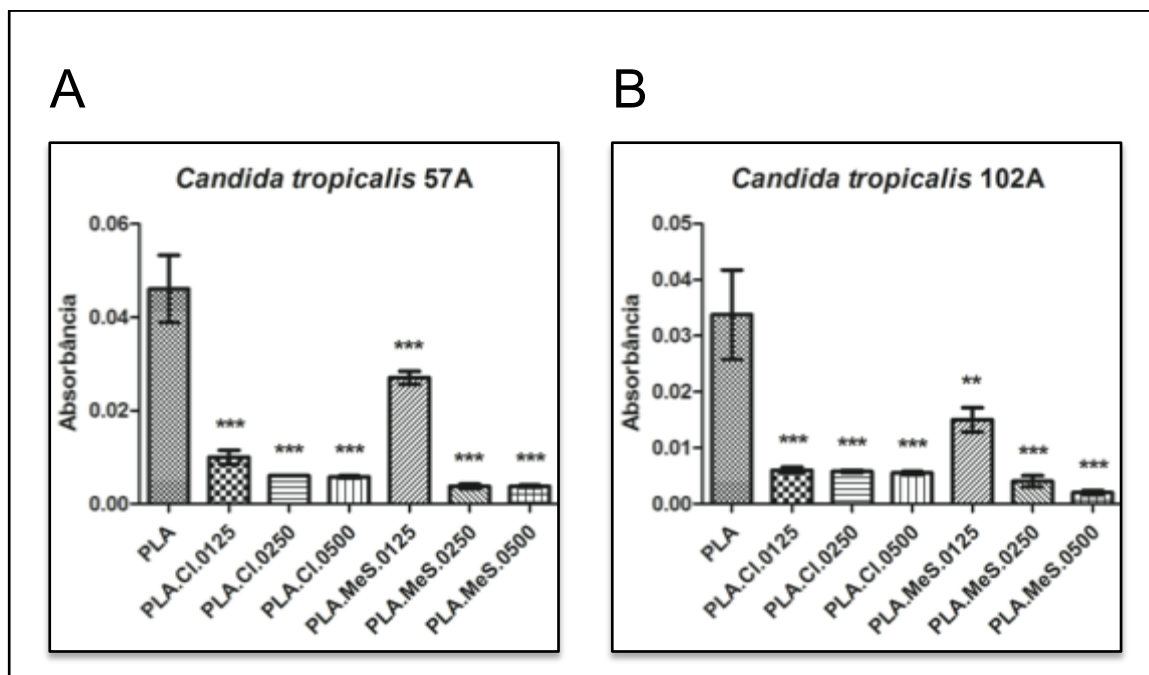 A
Candida tropicalis 57A
Absorbância
0.06
0.04
0.02
0.00
***
***
***
***
***
***
PLA
PLA.Cl.0125
PLA.Cl.0250
PLA.Cl.0500
PLA.MeS.0125
PLA.MeS.0250
PLA.MeS.0500
B
Candida tropicalis 102A
Absorbância
0.05
0.04
0.03
0.02
0.01
0.00
***
***
***
**
***
***
PLA
PLA.Cl.0125
PLA.Cl.0250
PLA.Cl.0500
PLA.MeS.0125
PLA.MeS.0250
PLA.MeS.0500